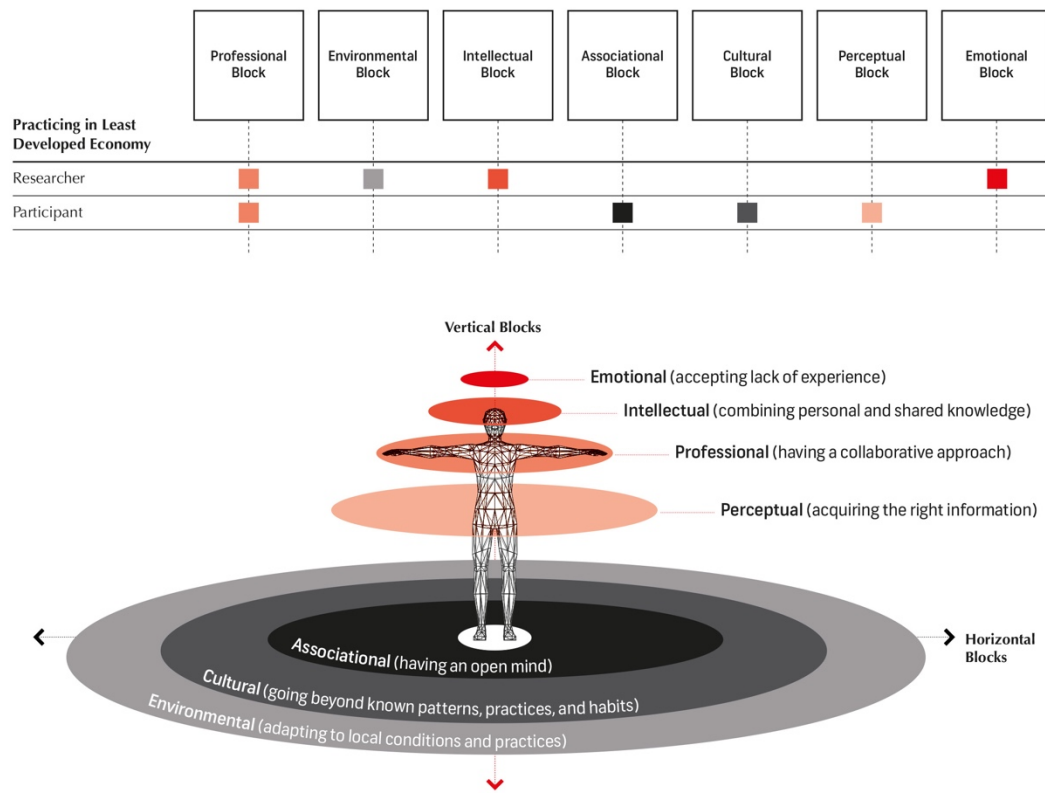 Professional
Block
Environmental
Block
Intellectual
Block
Associational
Block
Cultural
Block
Perceptual
Block
Emotional
Block
Practicing in Least
Developed Economy
Researcher
Participant
Vertical Blocks
Emotional (accepting lack of experience)
Intellectual (combining personal and shared knowledge)
Professional (having a collaborative approach)
Perceptual (acquiring the right information)
Horizontal
Blocks
Associational (having an open mind)
Cultural (going beyond known patterns, practices, and habits)
Environmental (adapting to local conditions and practices)